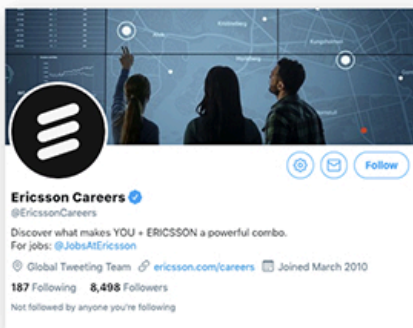 Ericsson Careers
@EricssonCareers
Discover what makes YOU + ERICSSON a powerful combo.
For jobs: @JobsAtEricsson
Global Tweeting Team ericsson.com/careers Joined March 2010
187 Following 8,498 Followers
Not followed by anyone you're following
Follow